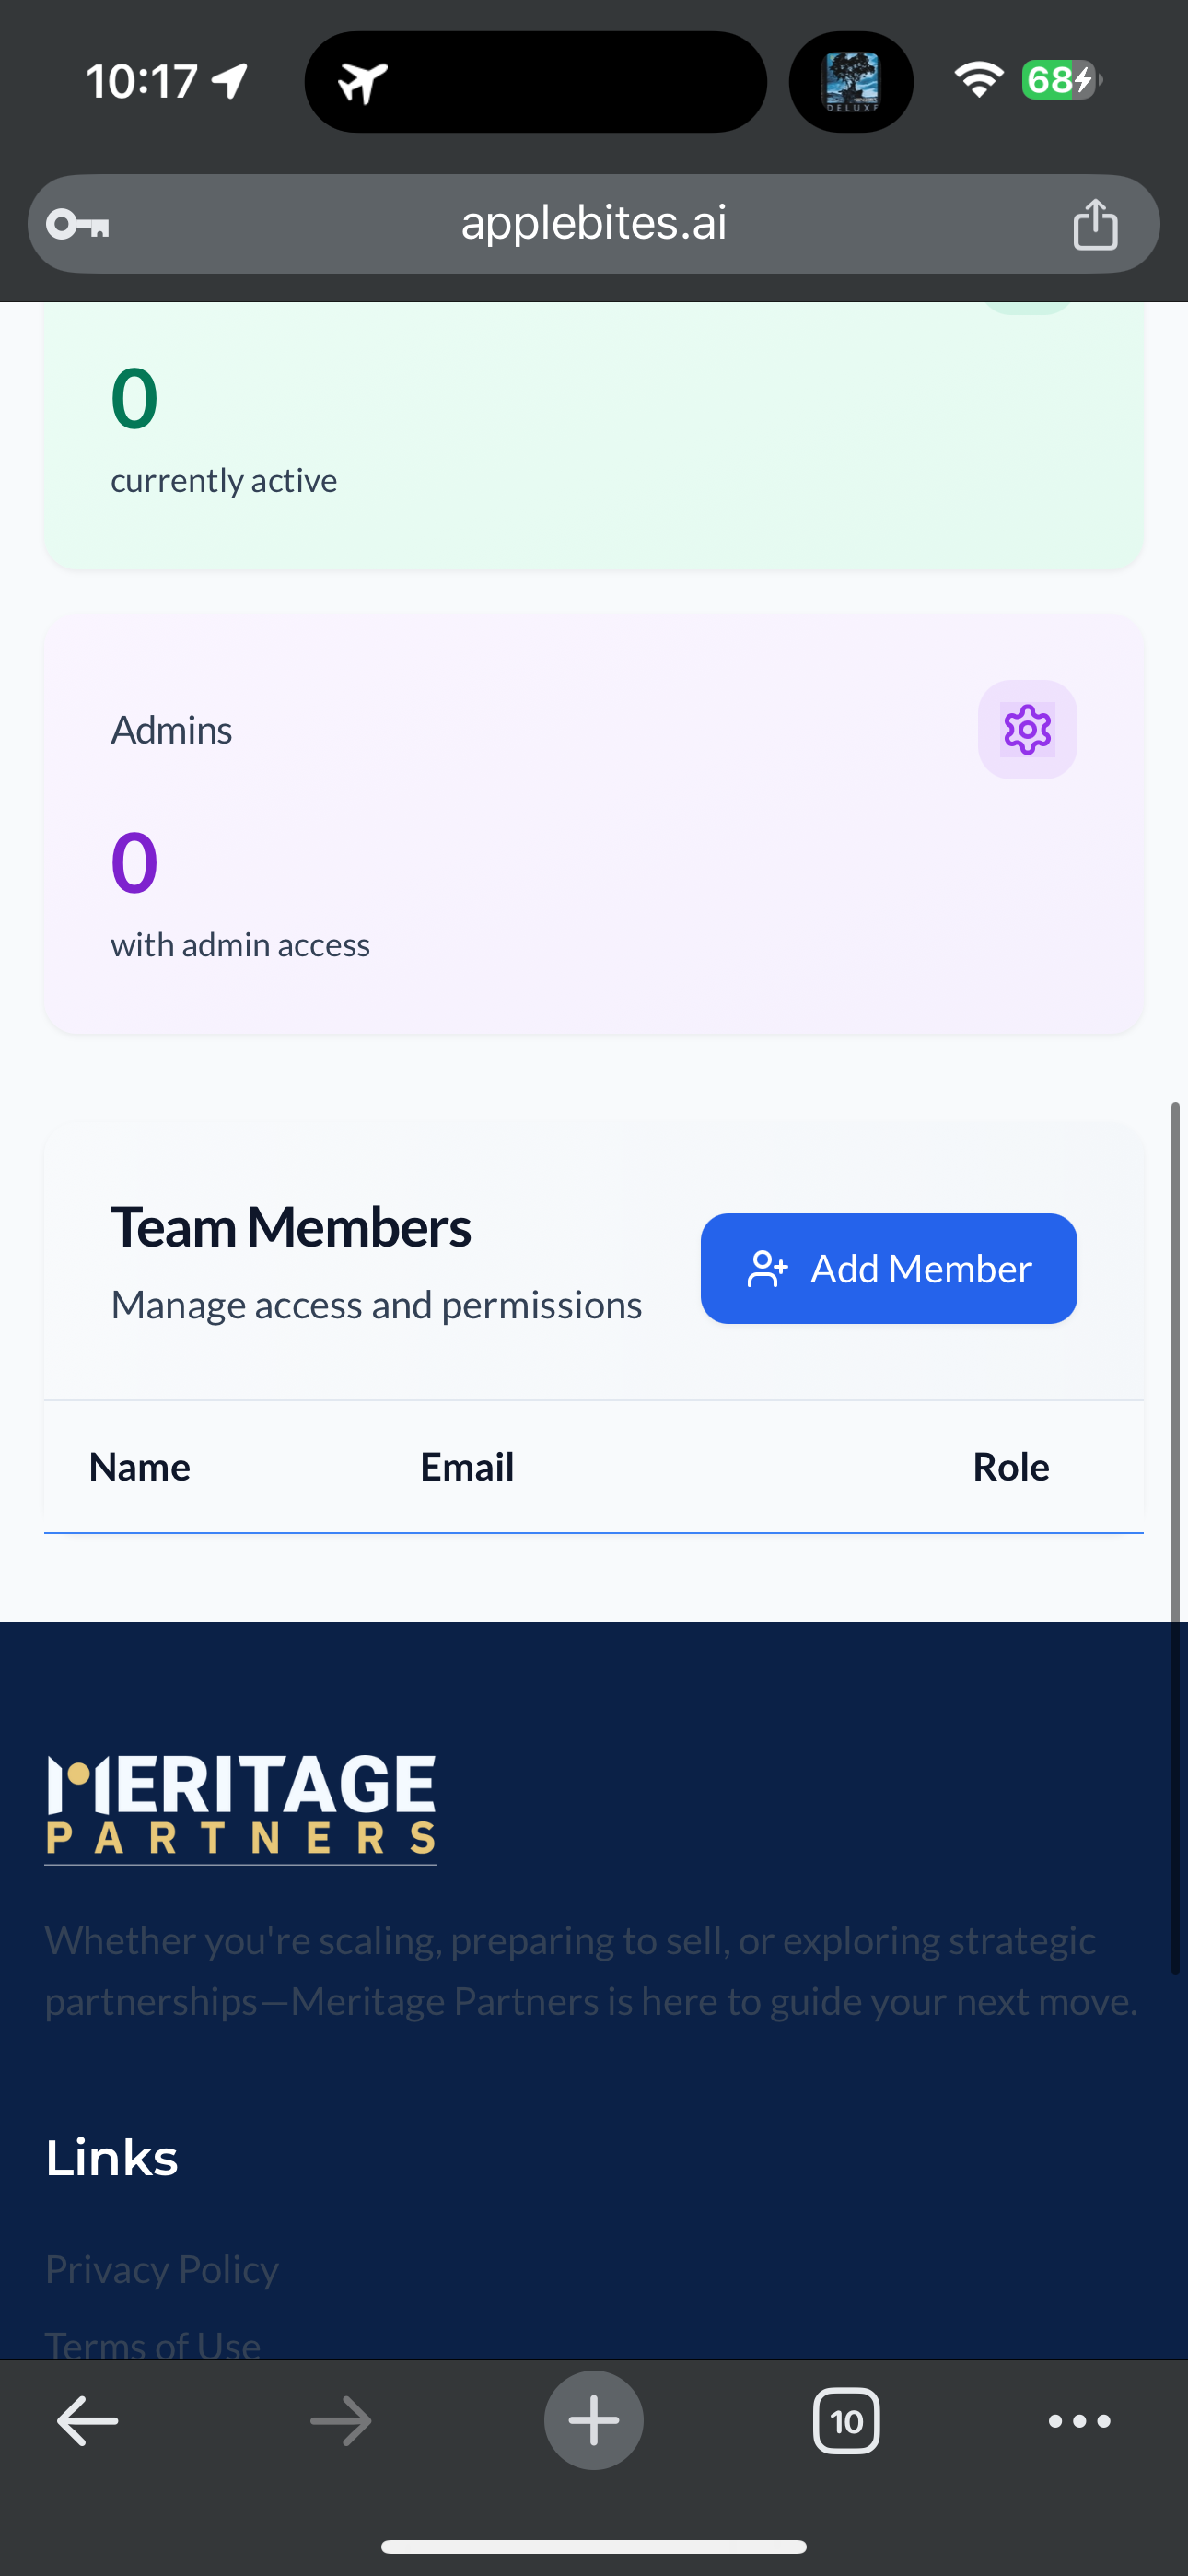 10:17
DELUXE
68
applebites.ai
0
currently active
Admins
0
with admin access
Team Members
Manage access and permissions
Add Member
Name Email Role
MERITAGE
PARTNERS
Whether you're scaling, preparing to sell, or exploring strategic
partnerships—Meritage Partners is here to guide your next move.
Links
Privacy Policy
Terms of Use
10